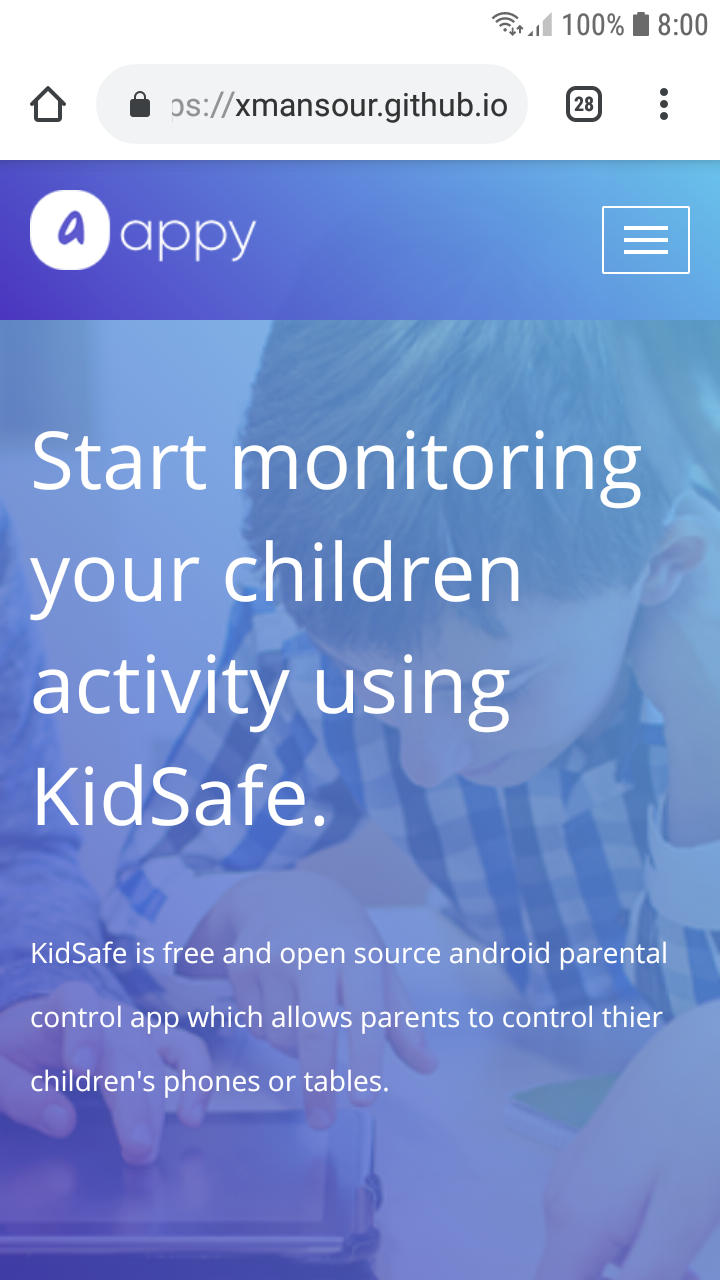 100% 8:00
ps://xmansour.github.io 28
a appy
Start monitoring
your children
activity using
KidSafe.
KidSafe is free and open source android parental
control app which allows parents to control thier
children's phones or tables.